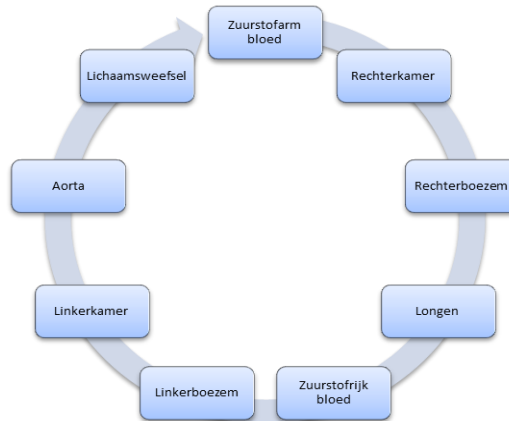 Zuurstofarm
bloed
Rechterkamer
Rechterboezem
Longen
Zuurstofrijk
bloed
Linkerboezem
Linkerkamer
Aorta
Lichaamsweefsel